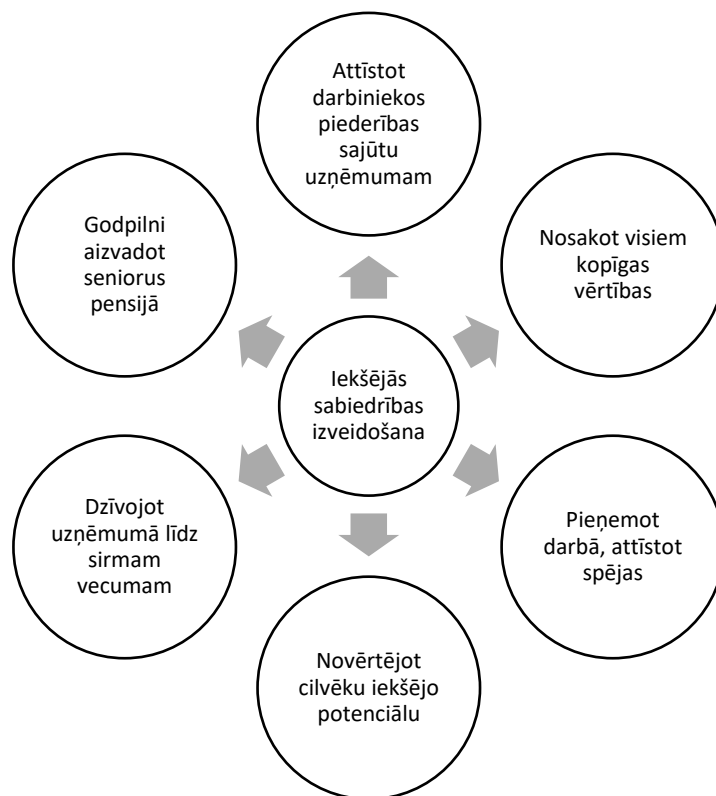 Attīstot
darbiniekos
piederības
sajūtu
uzņēmumam
Nosakot visiem
kopīgas
vērtības
Pieņemot
darbā, attīstot
spējas
Novērtējot
cilvēku iekšējo
potenciālu
Dzīvojot
uzņēmumā līdz
sirmam
vecumam
Godpilni
aizvadot
seniorus
pensijā
Iekšējās
sabiedrības
izveidošana